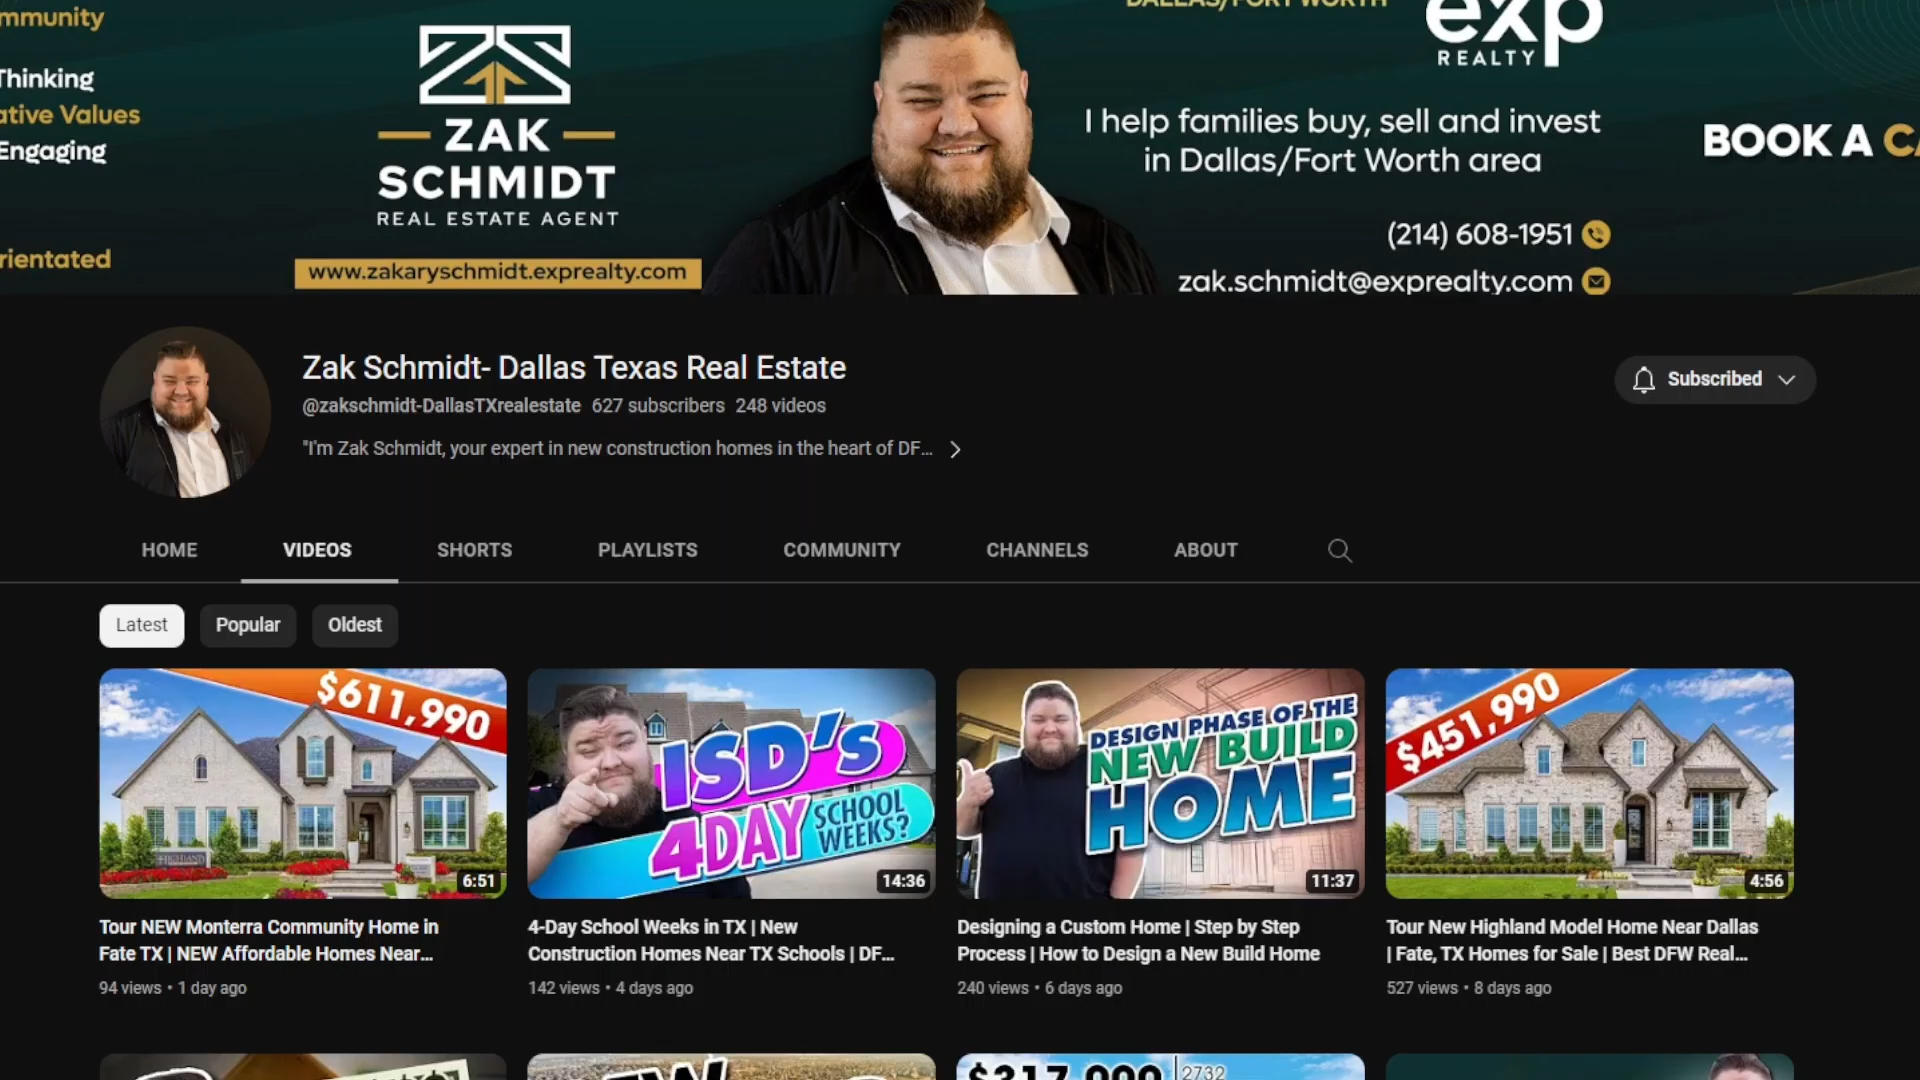 mmunity
Thinking
ative Values
Engaging
rientated
ZAK
SCHMIDT
REAL ESTATE AGENT
www.zakaryschmidt.exprealty.com
DALLAS/FORT WORTH
exp
REALTY
I help families buy, sell and invest
in Dallas/Fort Worth area
(214) 608-1951
zak.schmidt@exprealty.com
BOOK A CA
Zak Schmidt- Dallas Texas Real Estate
@zakschmidt-DallasTXrealestate 627 subscribers 248 videos
"I'm Zak Schmidt, your expert in new construction homes in the heart of DF...
Subscribed
HOME VIDEOS SHORTS PLAYLISTS COMMUNITY CHANNELS ABOUT
Latest Popular Oldest
$611,990
HIGHLAND
6:51
ISD'S
4DAY
SCHOOL
WEEKS?
14:36
DESIGN PHASE OF THE
NEW BUILD
HOME
11:37
$451,990
4:56
Tour NEW Monterra Community Home in
Fate TX | NEW Affordable Homes Near...
94 views • 1 day ago
4-Day School Weeks in TX | New
Construction Homes Near TX Schools | DF...
142 views • 4 days ago
Designing a Custom Home | Step by Step
Process | How to Design a New Build Home
240 views • 6 days ago
Tour New Highland Model Home Near Dallas
| Fate, TX Homes for Sale | Best DFW Real...
527 views • 8 days ago
$317,000
2732